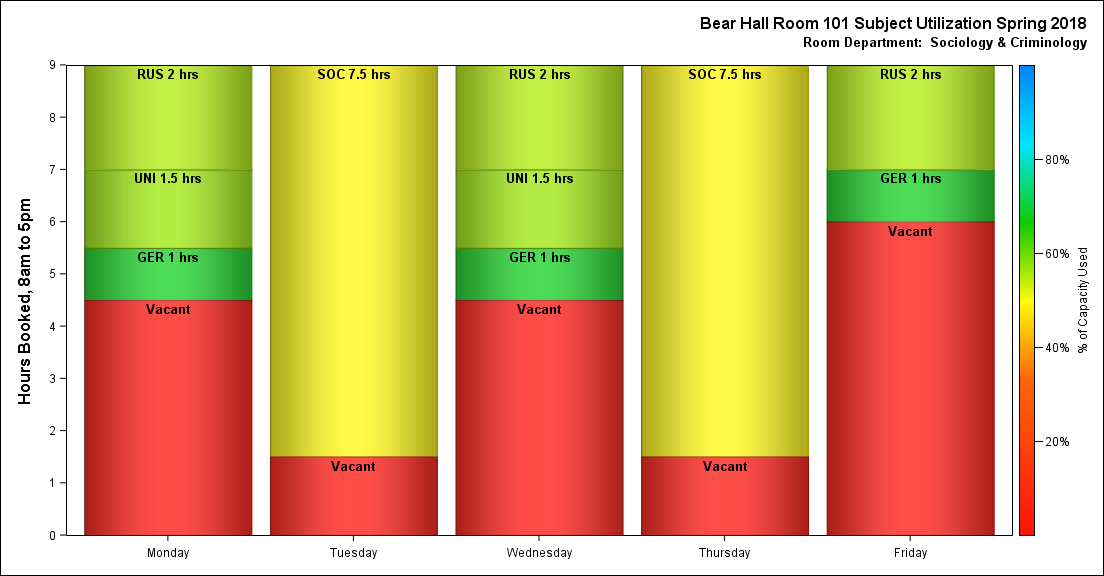 Bear Hall Room 101 Subject Utilization Spring 2018
Room Department:  Sociology & Criminology
Hours Booked, 8am to 5pm
9
8
7
6
5
4
3
2
1
0
RUS 2 hrs
UNI 1.5 hrs
GER 1 hrs
Vacant
SOC 7.5 hrs
Vacant
RUS 2 hrs
UNI 1.5 hrs
GER 1 hrs
Vacant
SOC 7.5 hrs
Vacant
RUS 2 hrs
GER 1 hrs
Vacant
Monday
Tuesday
Wednesday
Thursday
Friday
80%
60%
40%
20%
% of Capacity Used